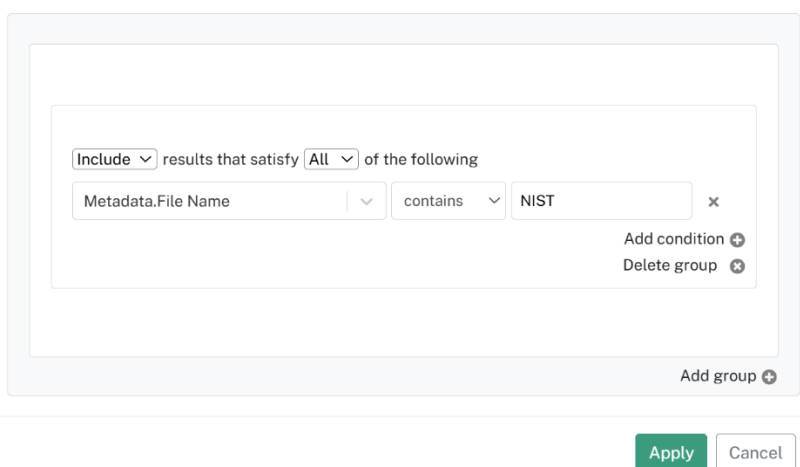 Include results that satisfy All of the following
Metadata.File Name contains NIST
Add condition
Delete group
Add group
Apply Cancel